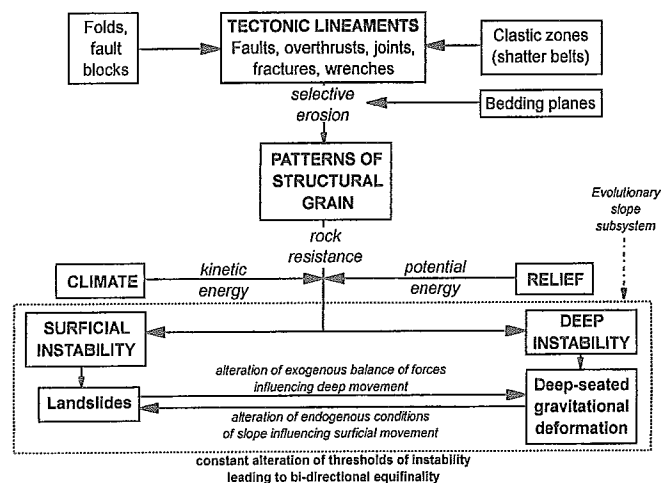 Folds,
fault
blocks
TECTONIC LINEAMENTS
Faults, overthrusts, joints,
fractures, wrenches
Clastic zones
(shatter belts)
selective
erosion
Bedding planes
PATTERNS OF
STRUCTURAL
GRAIN
Evolutionary
slope
subsystem
rock
resistance
CLIMATE
kinetic
energy
potential
energy
RELIEF
SURFICIAL
INSTABILITY
DEEP
INSTABILITY
alteration of exogenous balance of forces
influencing deep movement
Landslides
Deep-seated
gravitational
deformation
alteration of endogenous conditions
of slope influencing surficial movement
constant alteration of thresholds of instability
leading to bi-directional equifinality